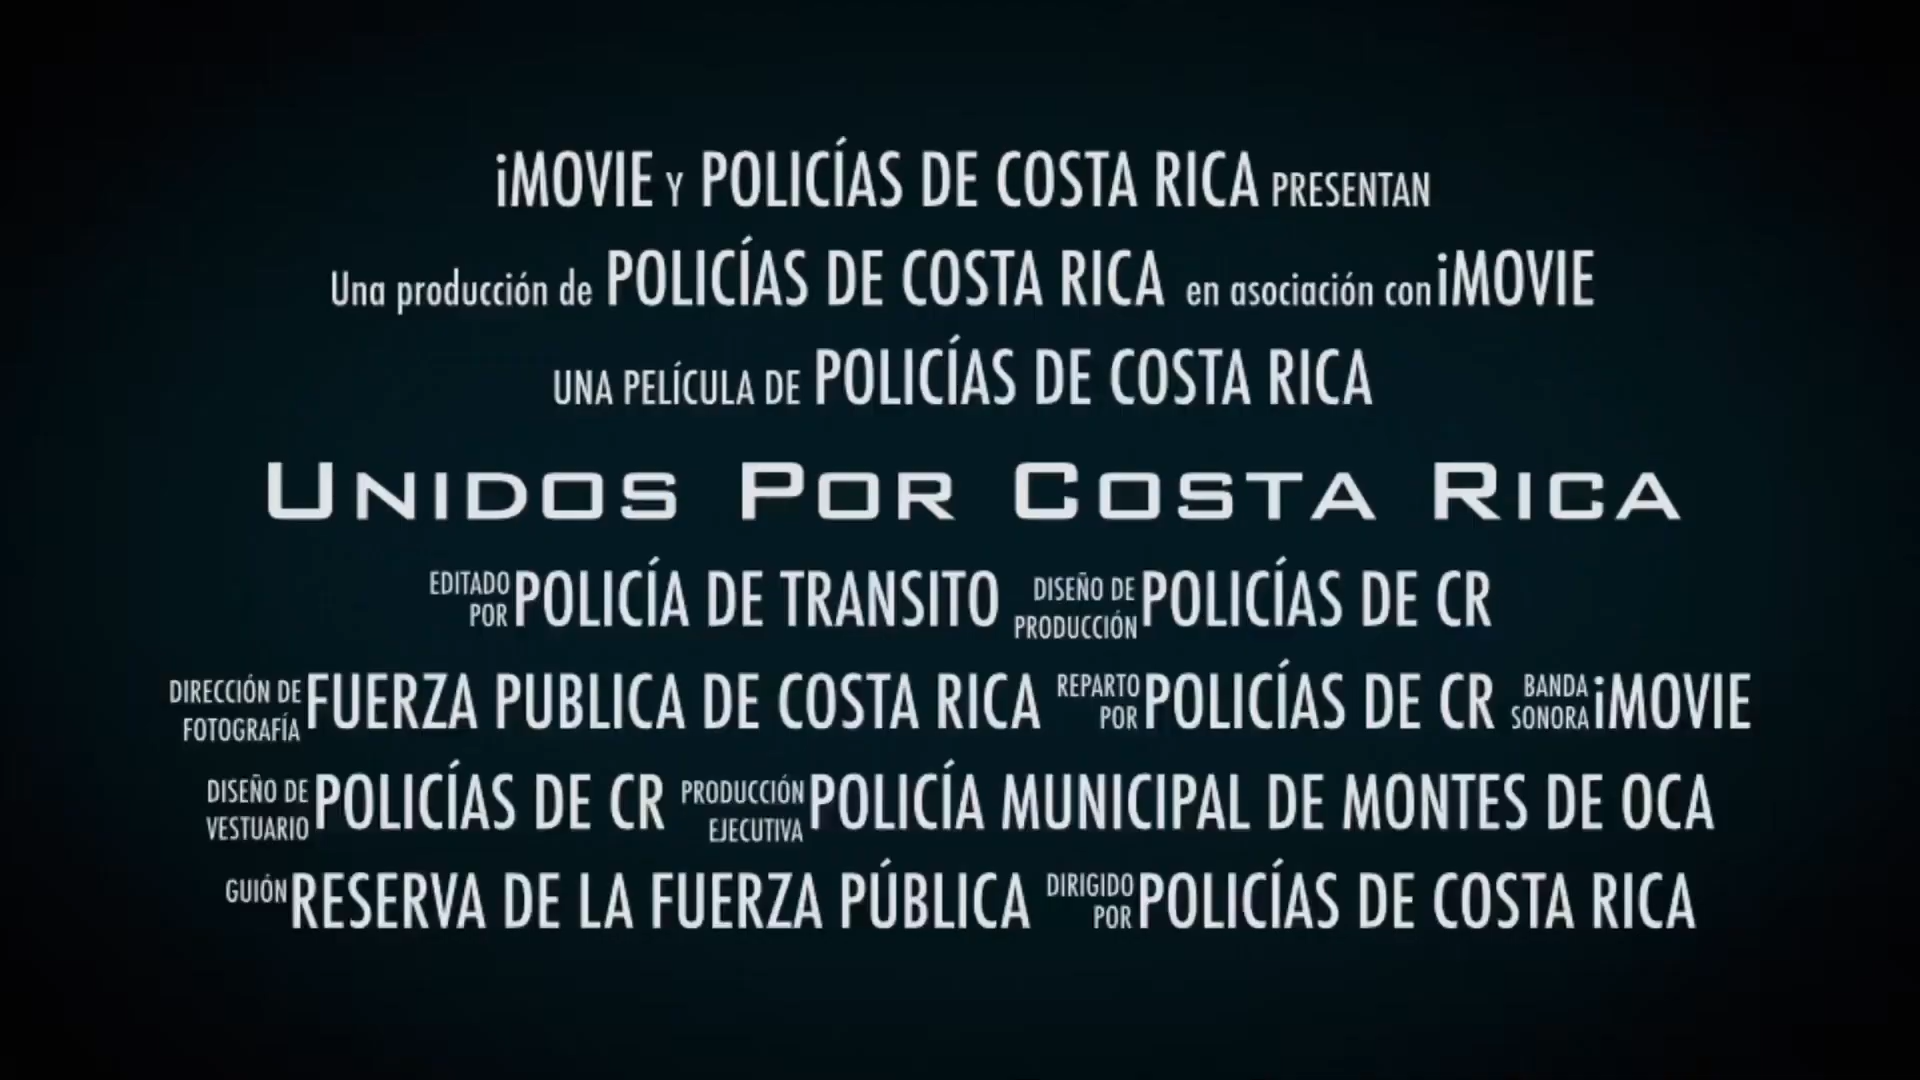 iMOVIE Y POLICÍAS DE COSTA RICA PRESENTAN
Una producción de POLICÍAS DE COSTA RICA en asociación con iMOVIE
UNA PELÍCULA DE POLICÍAS DE COSTA RICA
UNIDOS POR COSTA RICA
EDITADO POR POLICÍA DE TRANSITO DISEÑO DE PRODUCCIÓN POLICÍAS DE CR
DIRECCIÓN DE FOTOGRAFÍA FUERZA PUBLICA DE COSTA RICA REPARTO POR POLICÍAS DE CR BANDA SONORA iMOVIE
DISEÑO DE VESTUARIO POLICÍAS DE CR PRODUCCIÓN EJECUTIVA POLICÍA MUNICIPAL DE MONTES DE OCA
GUIÓN RESERVA DE LA FUERZA PÚBLICA DIRIGIDO POR POLICÍAS DE COSTA RICA